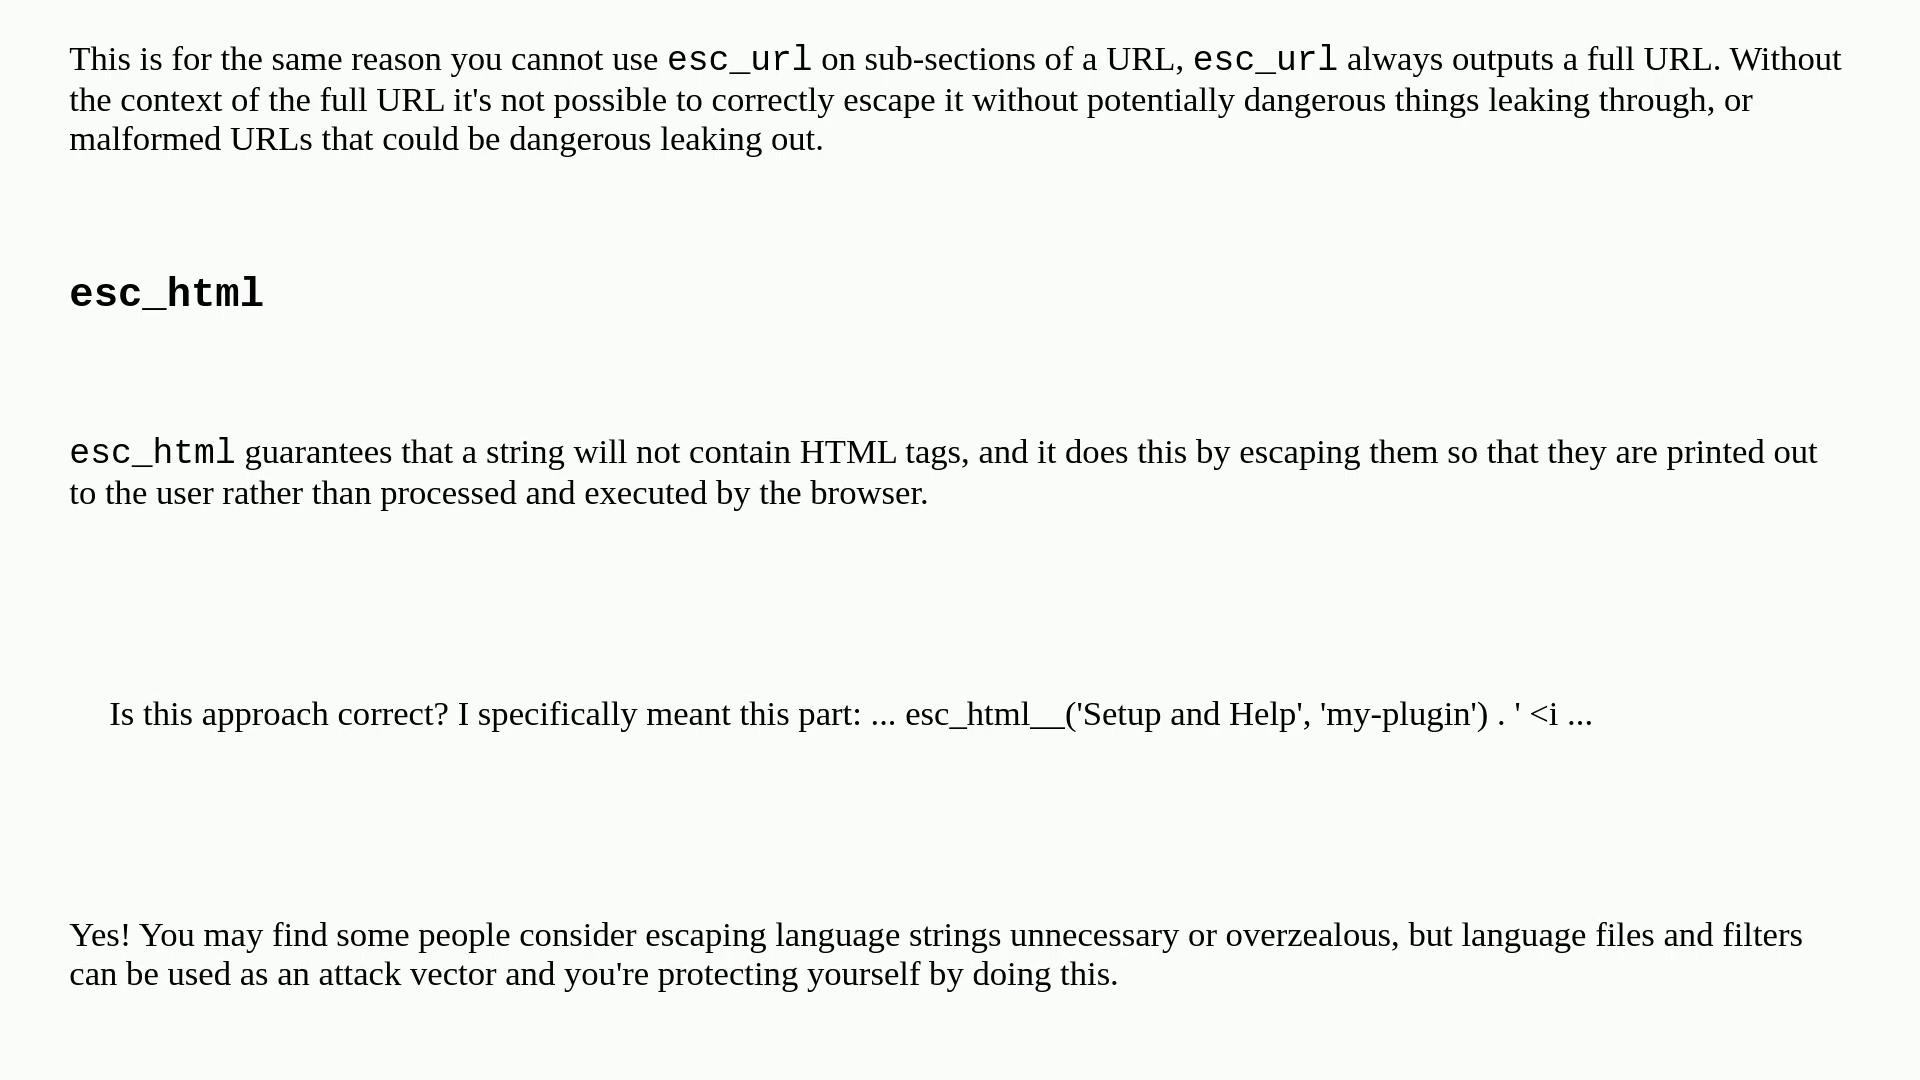 This is for the same reason you cannot use esc_url on sub-sections of a URL, esc_url always outputs a full URL. Without
the context of the full URL it's not possible to correctly escape it without potentially dangerous things leaking through, or
malformed URLs that could be dangerous leaking out.
esc_html
esc_html guarantees that a string will not contain HTML tags, and it does this by escaping them so that they are printed out
to the user rather than processed and executed by the browser.
Is this approach correct? I specifically meant this part: ... esc_html__('Setup and Help', 'my-plugin') . ' <i ...
Yes! You may find some people consider escaping language strings unnecessary or overzealous, but language files and filters
can be used as an attack vector and you're protecting yourself by doing this.